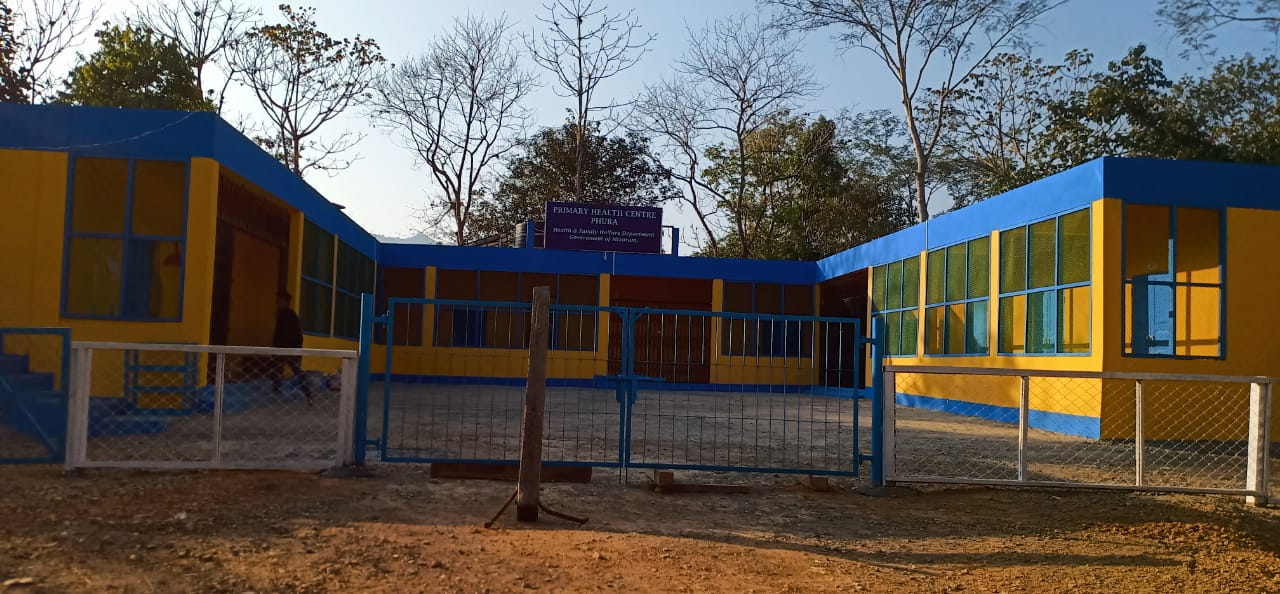 PRIMARY HEALTH CENTRE
PHURA
Health & Family Welfare Department
Government of Mizoram.